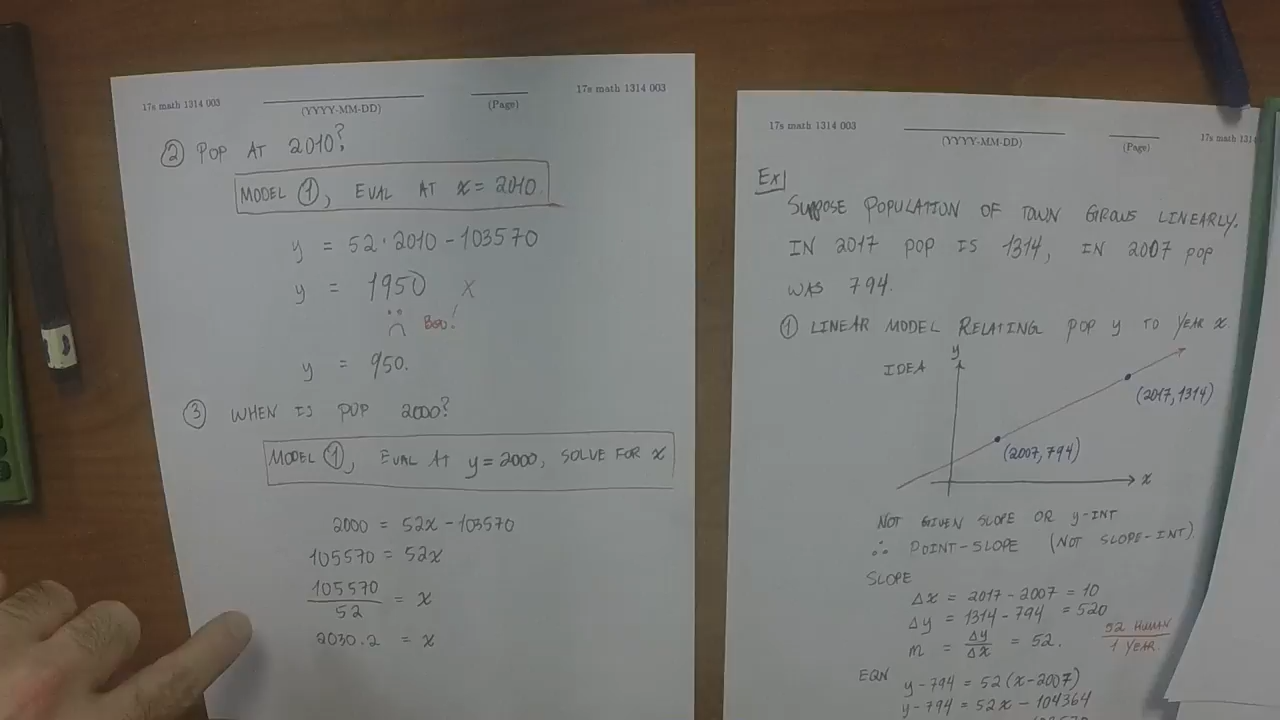 17s math 1314 003
(YYYY-MM-DD)
(Page)
17s math 1314 003
② POP AT 2010?
MODEL ①, EVAL AT x = 2010.
y = 52·2010 - 103570
y = 1950 x
Boo!
y = 950.
③ WHEN IS POP 2000?
MODEL ①, EVAL AT y = 2000, SOLVE FOR x
2000 = 52x - 103570
105570 = 52x
105570
52
= x
2030.2 = x
17s math 1314 003
(YYYY-MM-DD)
(Page)
17s math 131
Ex
SUPPOSE POPULATION OF TOWN GROWS LINEARLY.
IN 2017 POP IS 1314, IN 2007 POP
WAS 794.
① LINEAR MODEL RELATING POP y TO YEAR x.
IDEA
y
(2017, 1314)
(2007, 794)
x
NOT GIVEN SLOPE OR y-INT
∴ POINT-SLOPE (NOT SLOPE-INT).
SLOPE
Δx = 2017 - 2007 = 10
Δy = 1314 - 794 = 520
m = Δy/Δx = 52.
52 HUMAN
1 YEAR.
EQN
y - 794 = 52(x - 2007)
y - 794 = 52x - 104364